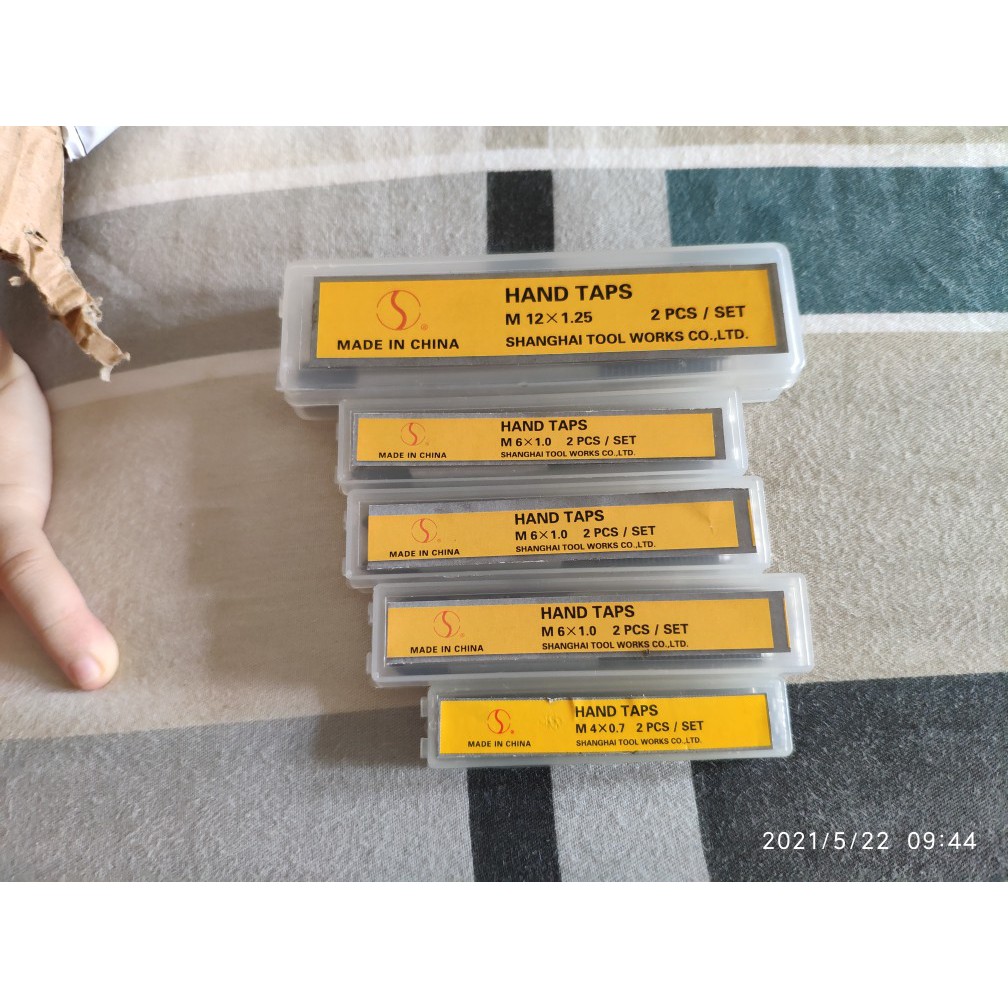 HAND TAPS
M 12×1.25 2 PCS / SET
MADE IN CHINA SHANGHAI TOOL WORKS CO.,LTD.
HAND TAPS
M 6×1.0 2 PCS / SET
MADE IN CHINA SHANGHAI TOOL WORKS CO.,LTD.
HAND TAPS
M 6×1.0 2 PCS / SET
MADE IN CHINA SHANGHAI TOOL WORKS CO.,LTD.
HAND TAPS
M 6×1.0 2 PCS / SET
MADE IN CHINA SHANGHAI TOOL WORKS CO.,LTD.
HAND TAPS
M 4×0.7 2 PCS / SET
MADE IN CHINA SHANGHAI TOOL WORKS CO.,LTD.
2021/5/22 09:44